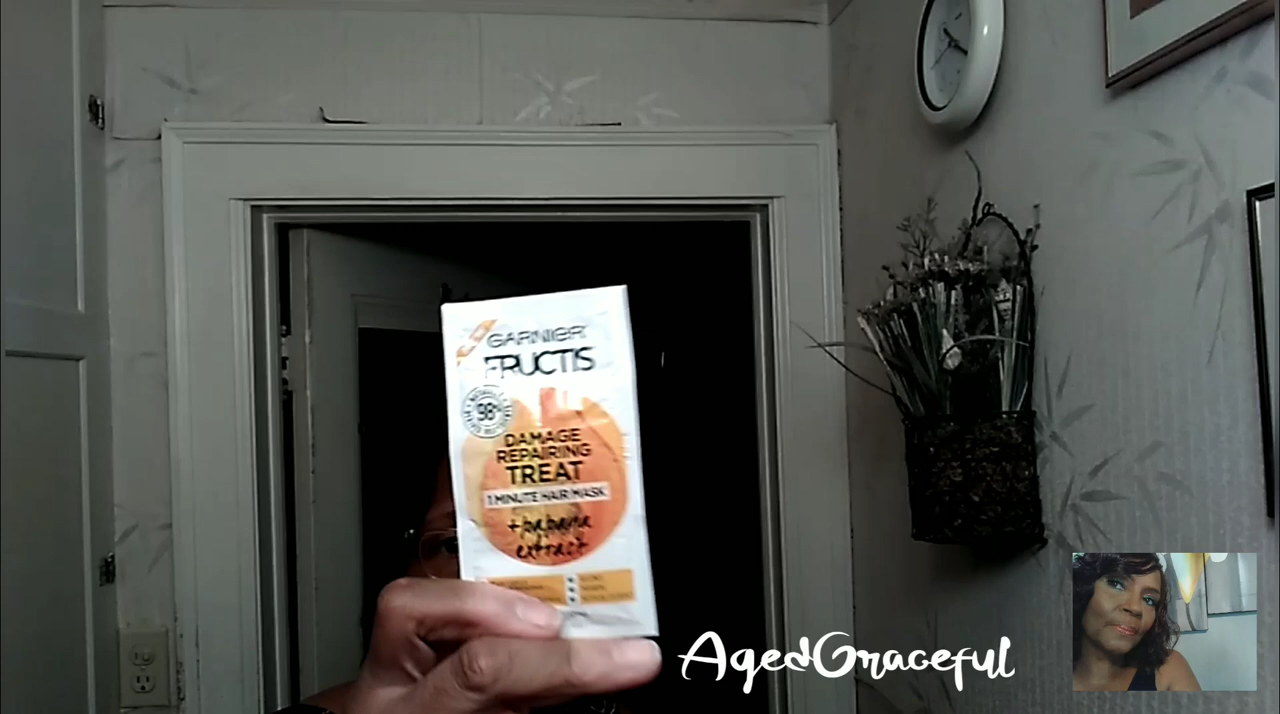 GARNIER
FRUCTIS
98%
DAMAGE
REPAIRING
TREAT
1 MINUTE HAIR MASK
+ papaya
extract
AgedGraceful